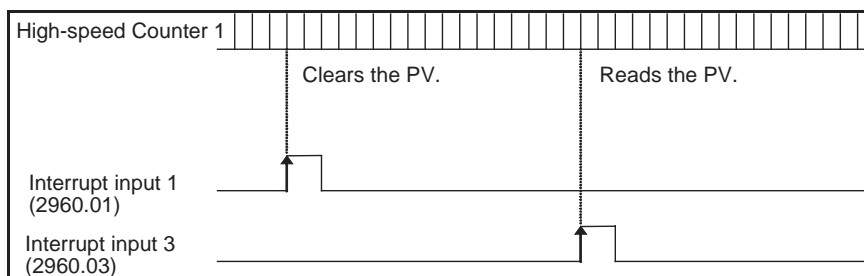 High-speed Counter 1
Clears the PV.
Reads the PV.
Interrupt input 1
(2960.01)
Interrupt input 3
(2960.03)